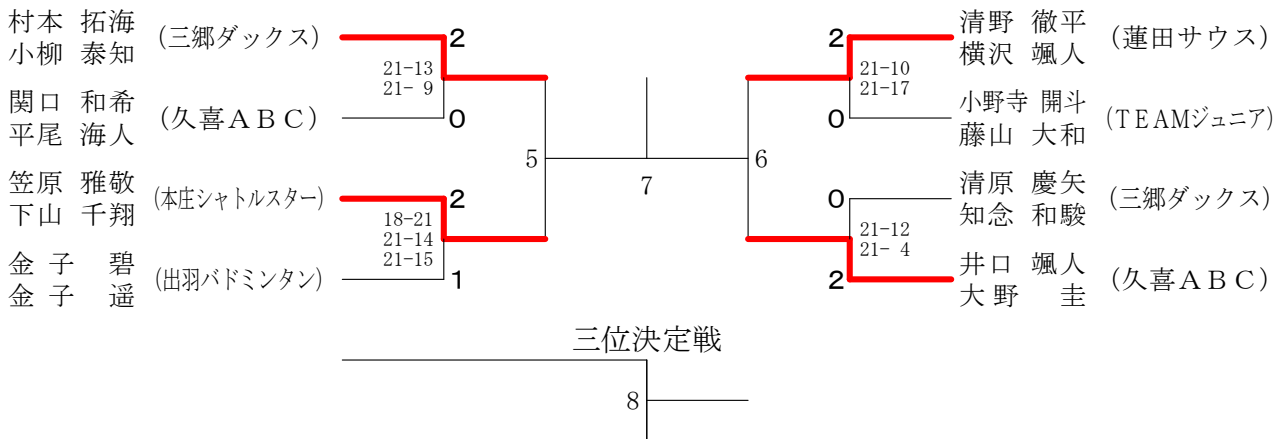 村本 拓海
小柳 泰知
(三郷ダックス)
2
21-13
21- 9
関口 和希
平尾 海人
(久喜ABC)
0
笠原 雅敬
下山 千翔
(本庄シャトルスター)
2
18-21
21-14
21-15
金子 碧
金子 遥
(出羽バドミンタン)
1
5
7
6
2
清野 徹平
横沢 颯人
(蓮田サウス)
21-10
21-17
0
小野寺 開斗
藤山 大和
(TEAMジュニア)
0
清原 慶矢
知念 和駿
(三郷ダックス)
21-12
21- 4
2
井口 颯人
大野 圭
(久喜ABC)
三位決定戦
8